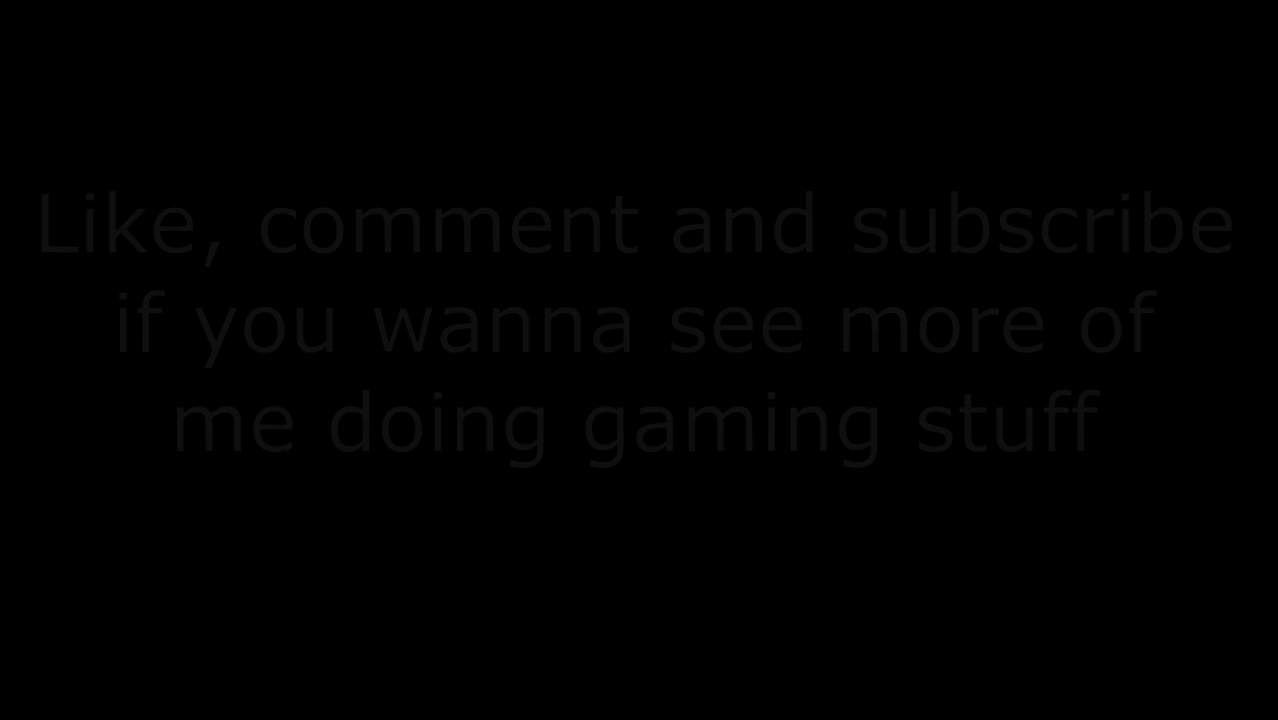 Like, comment and subscribe
if you wanna see more of
me doing gaming stuff